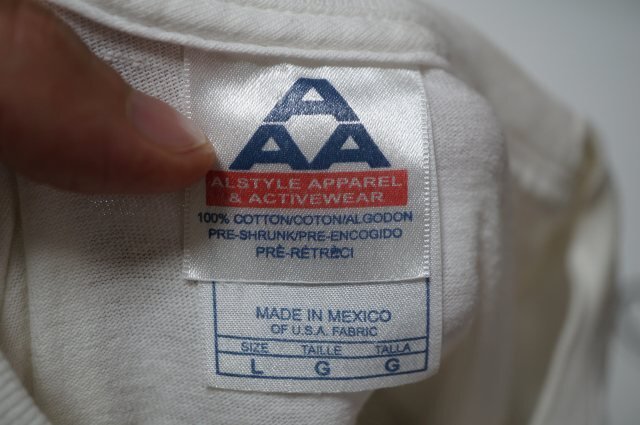 A
AA
ALSTYLE APPAREL
& ACTIVEWEAR
100% COTTON/COTON/ALGODON
PRE-SHRUNK/PRE-ENCOGIDO
PRÉ-RÉTRÉCI
MADE IN MEXICO
OF U.S.A. FABRIC
SIZE TAILLE TALLA
L G G